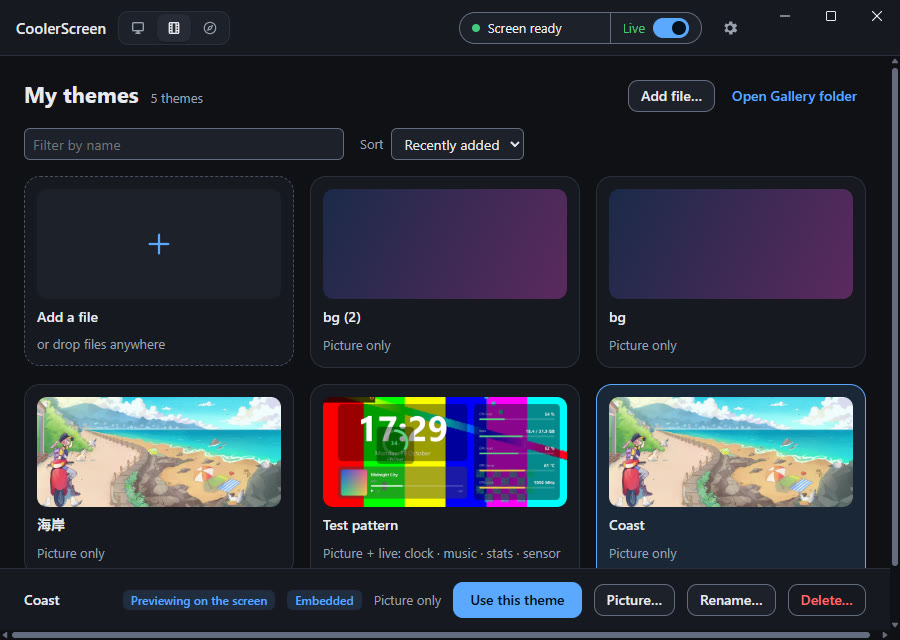 CoolerScreen
Screen ready
Live
My themes
5 themes
Add file...
Open Gallery folder
Filter by name
Sort
Recently added
Add a file
or drop files anywhere
bg (2)
Picture only
bg
Picture only
17:29
海岸
Picture only
Test pattern
Picture + live: clock · music · stats · sensor
Coast
Picture only
Coast
Previewing on the screen
Embedded
Picture only
Use this theme
Picture...
Rename...
Delete...